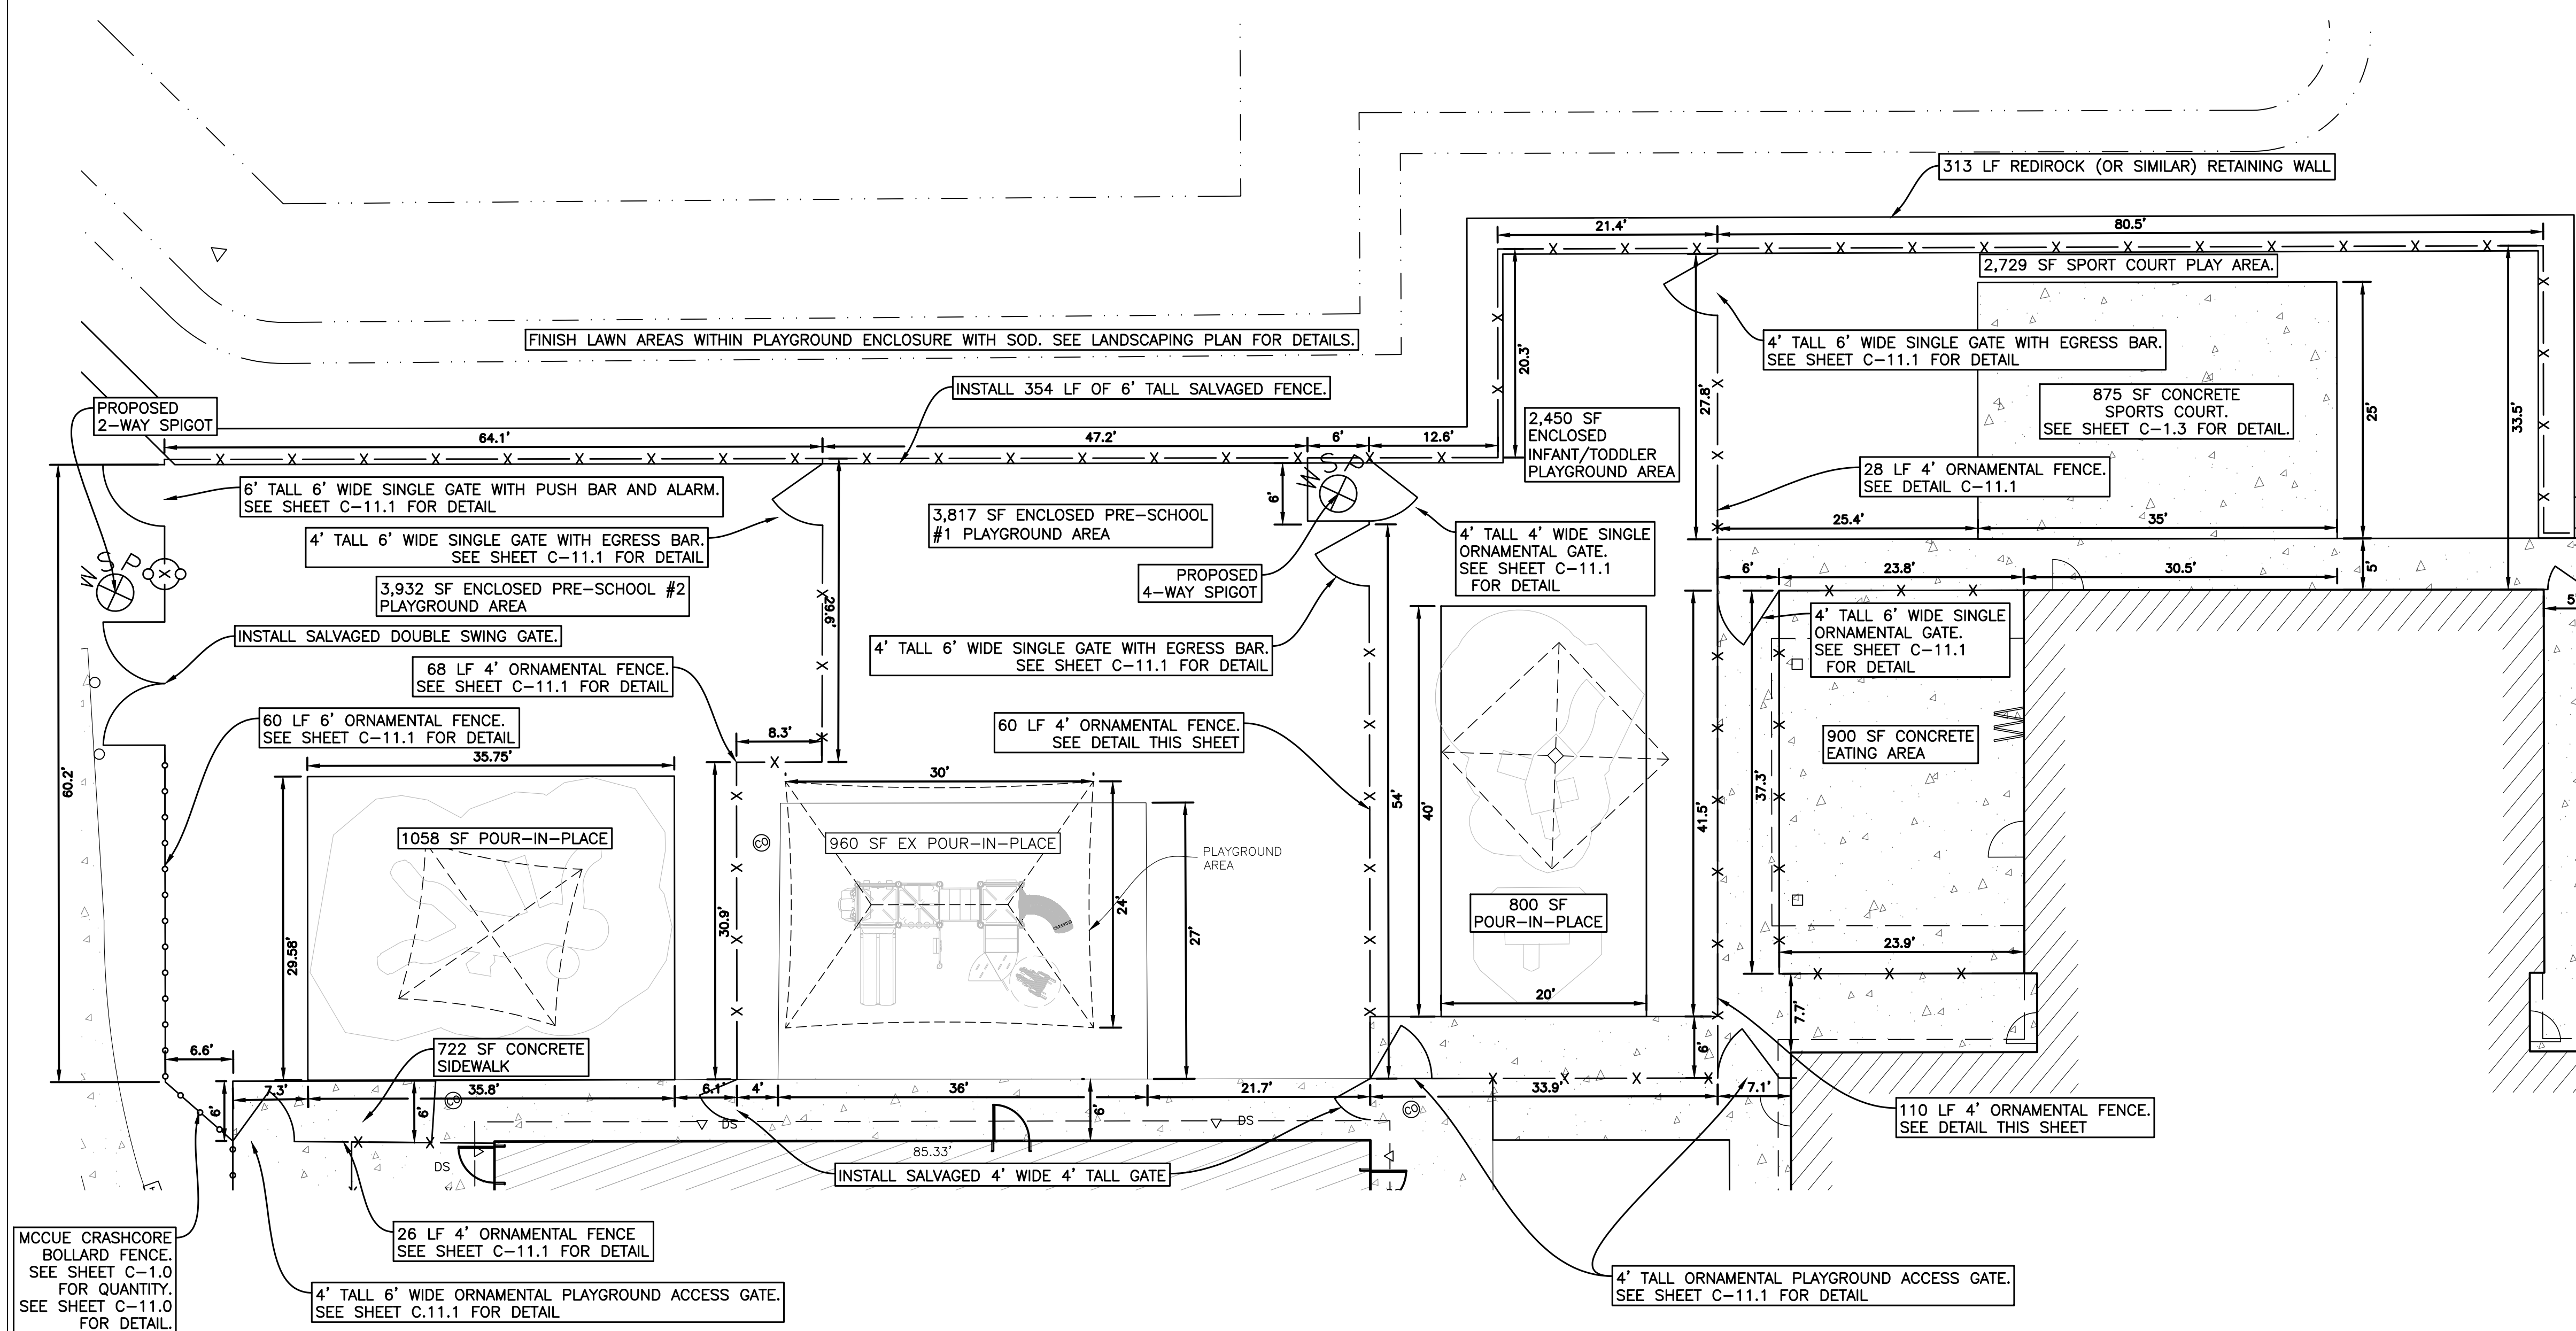 313 LF REDIROCK (OR SIMILAR) RETAINING WALL
21.4'
80.5'
2,729 SF SPORT COURT PLAY AREA.
FINISH LAWN AREAS WITHIN PLAYGROUND ENCLOSURE WITH SOD. SEE LANDSCAPING PLAN FOR DETAILS.
20.3'
27.8'
4' TALL 6' WIDE SINGLE GATE WITH EGRESS BAR.
SEE SHEET C-11.1 FOR DETAIL
INSTALL 354 LF OF 6' TALL SALVAGED FENCE.
875 SF CONCRETE
SPORTS COURT.
SEE SHEET C-1.3 FOR DETAIL.
25'
33.5'
PROPOSED
2-WAY SPIGOT
64.1'
47.2'
6'
12.6'
2,450 SF
ENCLOSED
INFANT/TODDLER
PLAYGROUND AREA
28 LF 4' ORNAMENTAL FENCE.
SEE DETAIL C-11.1
6' TALL 6' WIDE SINGLE GATE WITH PUSH BAR AND ALARM.
SEE SHEET C-11.1 FOR DETAIL
WSP
6'
3,817 SF ENCLOSED PRE-SCHOOL
#1 PLAYGROUND AREA
4' TALL 6' WIDE SINGLE GATE WITH EGRESS BAR.
SEE SHEET C-11.1 FOR DETAIL
4' TALL 4' WIDE SINGLE
ORNAMENTAL GATE.
SEE SHEET C-11.1
FOR DETAIL
25.4'
35'
WSP
3,932 SF ENCLOSED PRE-SCHOOL #2
PLAYGROUND AREA
29.6'
PROPOSED
4-WAY SPIGOT
6'
23.8'
30.5'
5'
5
INSTALL SALVAGED DOUBLE SWING GATE.
4' TALL 6' WIDE SINGLE GATE WITH EGRESS BAR.
SEE SHEET C-11.1 FOR DETAIL
4' TALL 6' WIDE SINGLE
ORNAMENTAL GATE.
SEE SHEET C-11.1
FOR DETAIL
68 LF 4' ORNAMENTAL FENCE.
SEE SHEET C-11.1 FOR DETAIL
60 LF 6' ORNAMENTAL FENCE.
SEE SHEET C-11.1 FOR DETAIL
60 LF 4' ORNAMENTAL FENCE.
SEE DETAIL THIS SHEET
900 SF CONCRETE
EATING AREA
8.3'
35.75'
30'
60.2'
54'
40'
41.5'
37.3'
1058 SF POUR-IN-PLACE
CO
960 SF EX POUR-IN-PLACE
PLAYGROUND
AREA
29.58'
30.9'
24'
27'
800 SF
POUR-IN-PLACE
23.9'
20'
7.7'
722 SF CONCRETE
SIDEWALK
6.6'
6'
7.3'
35.8'
6'
CO
6.1'
4'
36'
6'
21.7'
33.9'
6'
7.1'
CO
DS
DS
DS
85.33'
INSTALL SALVAGED 4' WIDE 4' TALL GATE
110 LF 4' ORNAMENTAL FENCE.
SEE DETAIL THIS SHEET
MCCUE CRASHCORE
BOLLARD FENCE.
SEE SHEET C-1.0
FOR QUANTITY.
SEE SHEET C-11.0
FOR DETAIL.
26 LF 4' ORNAMENTAL FENCE
SEE SHEET C-11.1 FOR DETAIL
4' TALL 6' WIDE ORNAMENTAL PLAYGROUND ACCESS GATE.
SEE SHEET C.11.1 FOR DETAIL
4' TALL ORNAMENTAL PLAYGROUND ACCESS GATE.
SEE SHEET C-11.1 FOR DETAIL